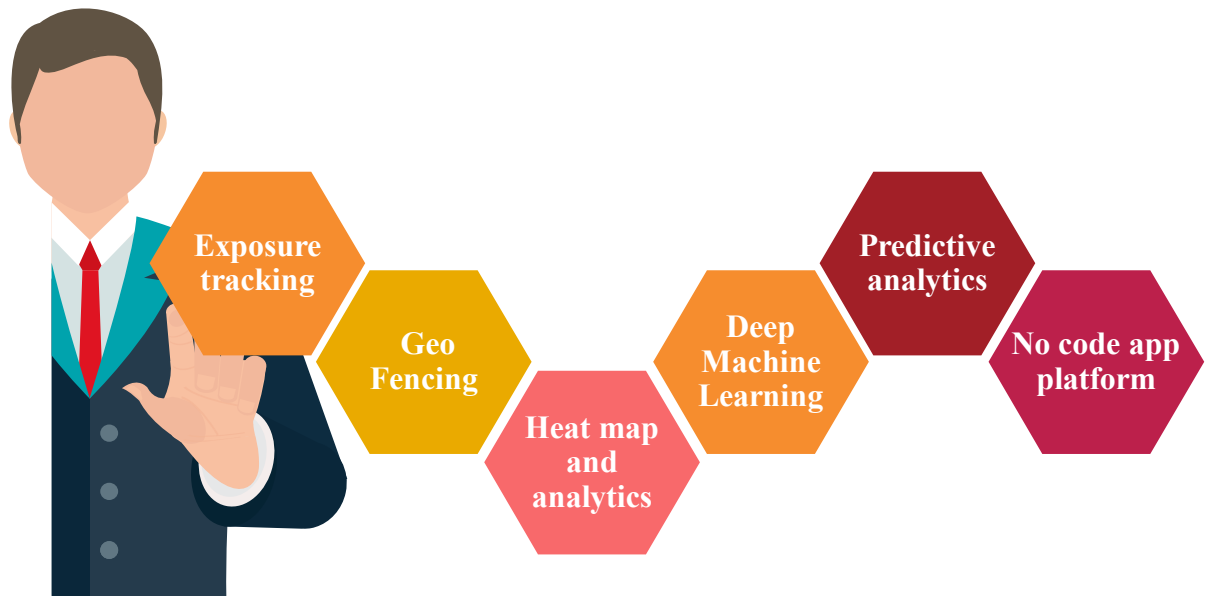 Exposure
tracking
Geo
Fencing
Heat map
and
analytics
Deep
Machine
Learning
Predictive
analytics
No code app
platform